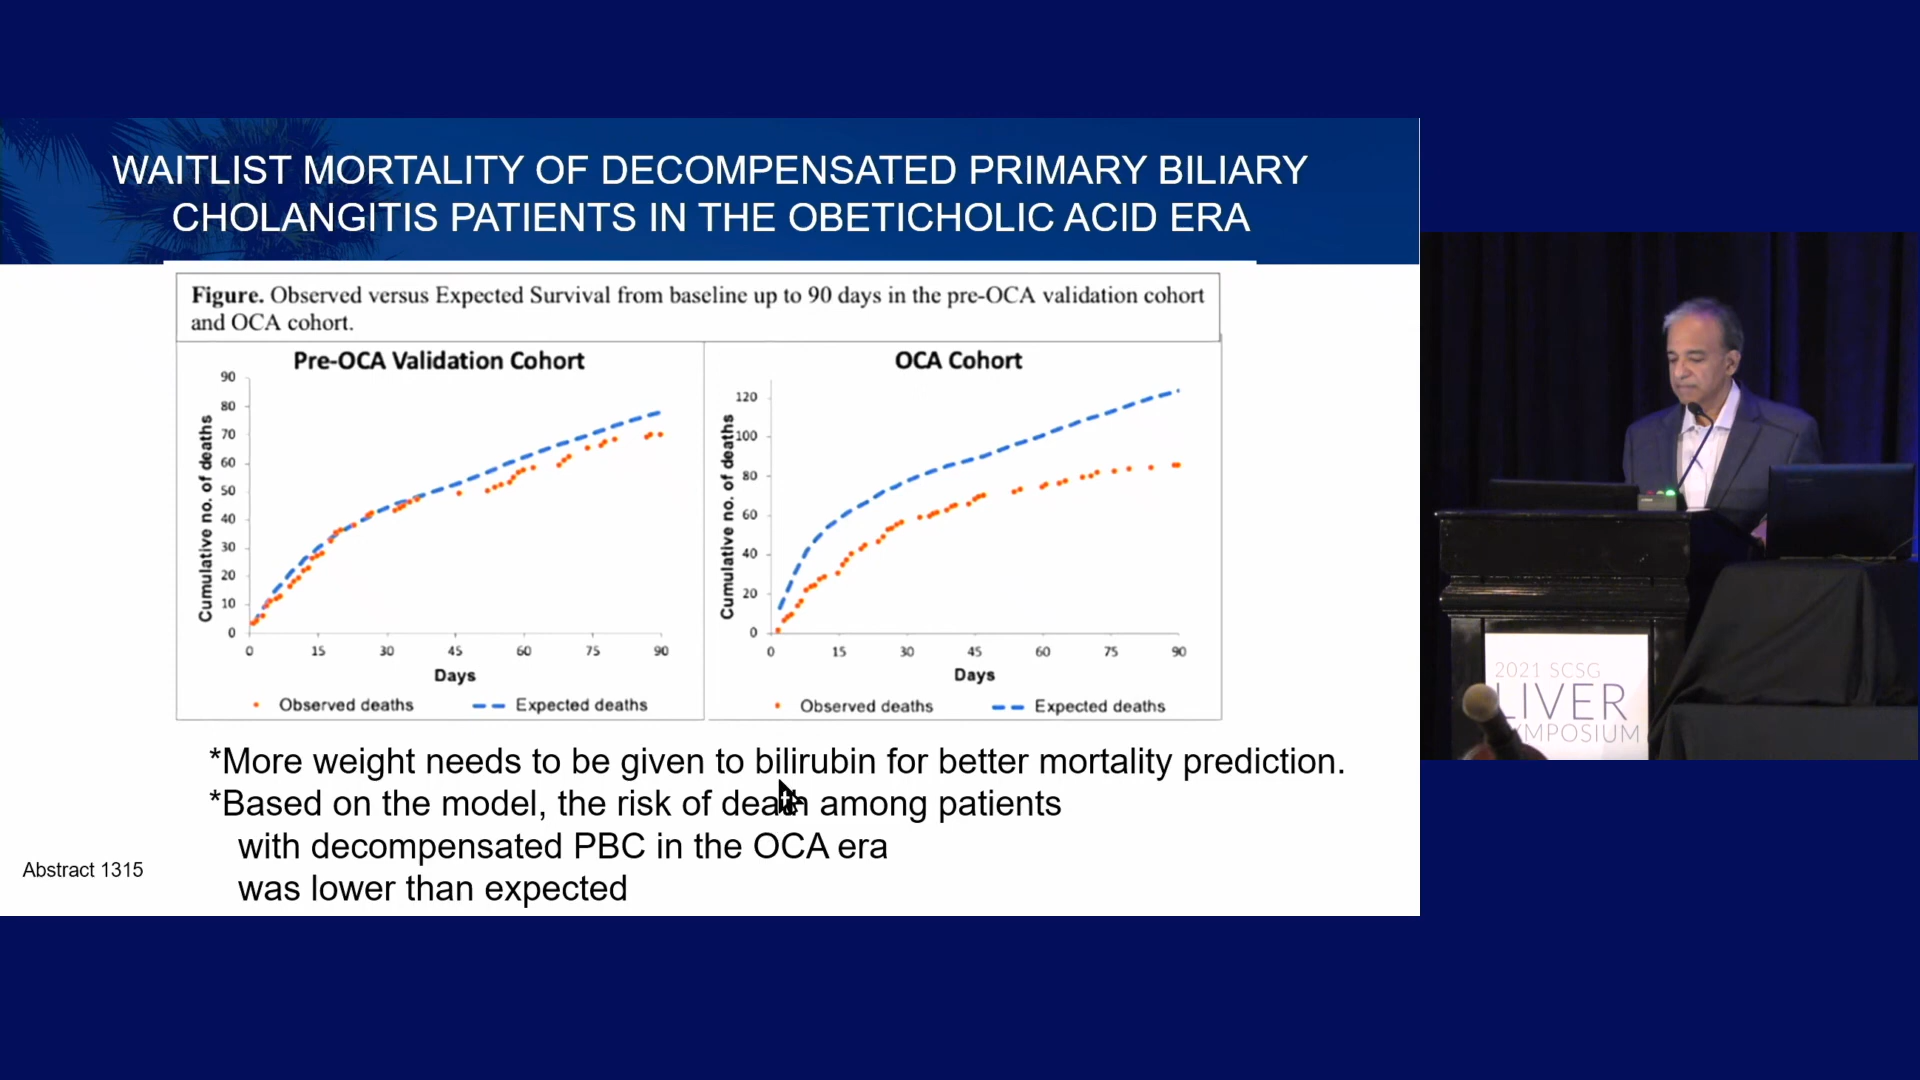 WAITLIST MORTALITY OF DECOMPENSATED PRIMARY BILIARY
CHOLANGITIS PATIENTS IN THE OBETICHOLIC ACID ERA
Figure. Observed versus Expected Survival from baseline up to 90 days in the pre-OCA validation cohort
and OCA cohort.
Pre-OCA Validation Cohort
Cumulative no. of deaths
90
80
70
60
50
40
30
20
10
0
0 15 30 45 60 75 90
Days
Observed deaths Expected deaths
OCA Cohort
Cumulative no. of deaths
120
100
80
60
40
20
0
0 15 30 45 60 75 90
Days
Observed deaths Expected deaths
*More weight needs to be given to bilirubin for better mortality prediction.
*Based on the model, the risk of death among patients
with decompensated PBC in the OCA era
was lower than expected
Abstract 1315
2021 SCSG
LIVER
YMPOSIUM